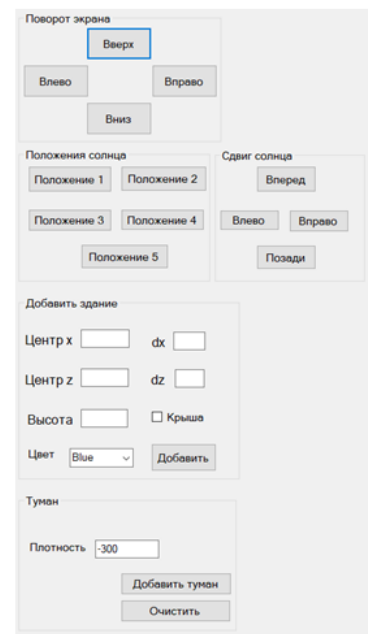 Поворот экрана
Вверх
Влево Вправо
Вниз
Положения солнца
Положение 1 Положение 2
Положение 3 Положение 4
Положение 5
Сдвиг солнца
Вперед
Влево Вправо
Позади
Добавить здание
Центр x dx
Центр z dz
Высота Крыша
Цвет Blue Добавить
Туман
Плотность -300
Добавить туман
Очистить